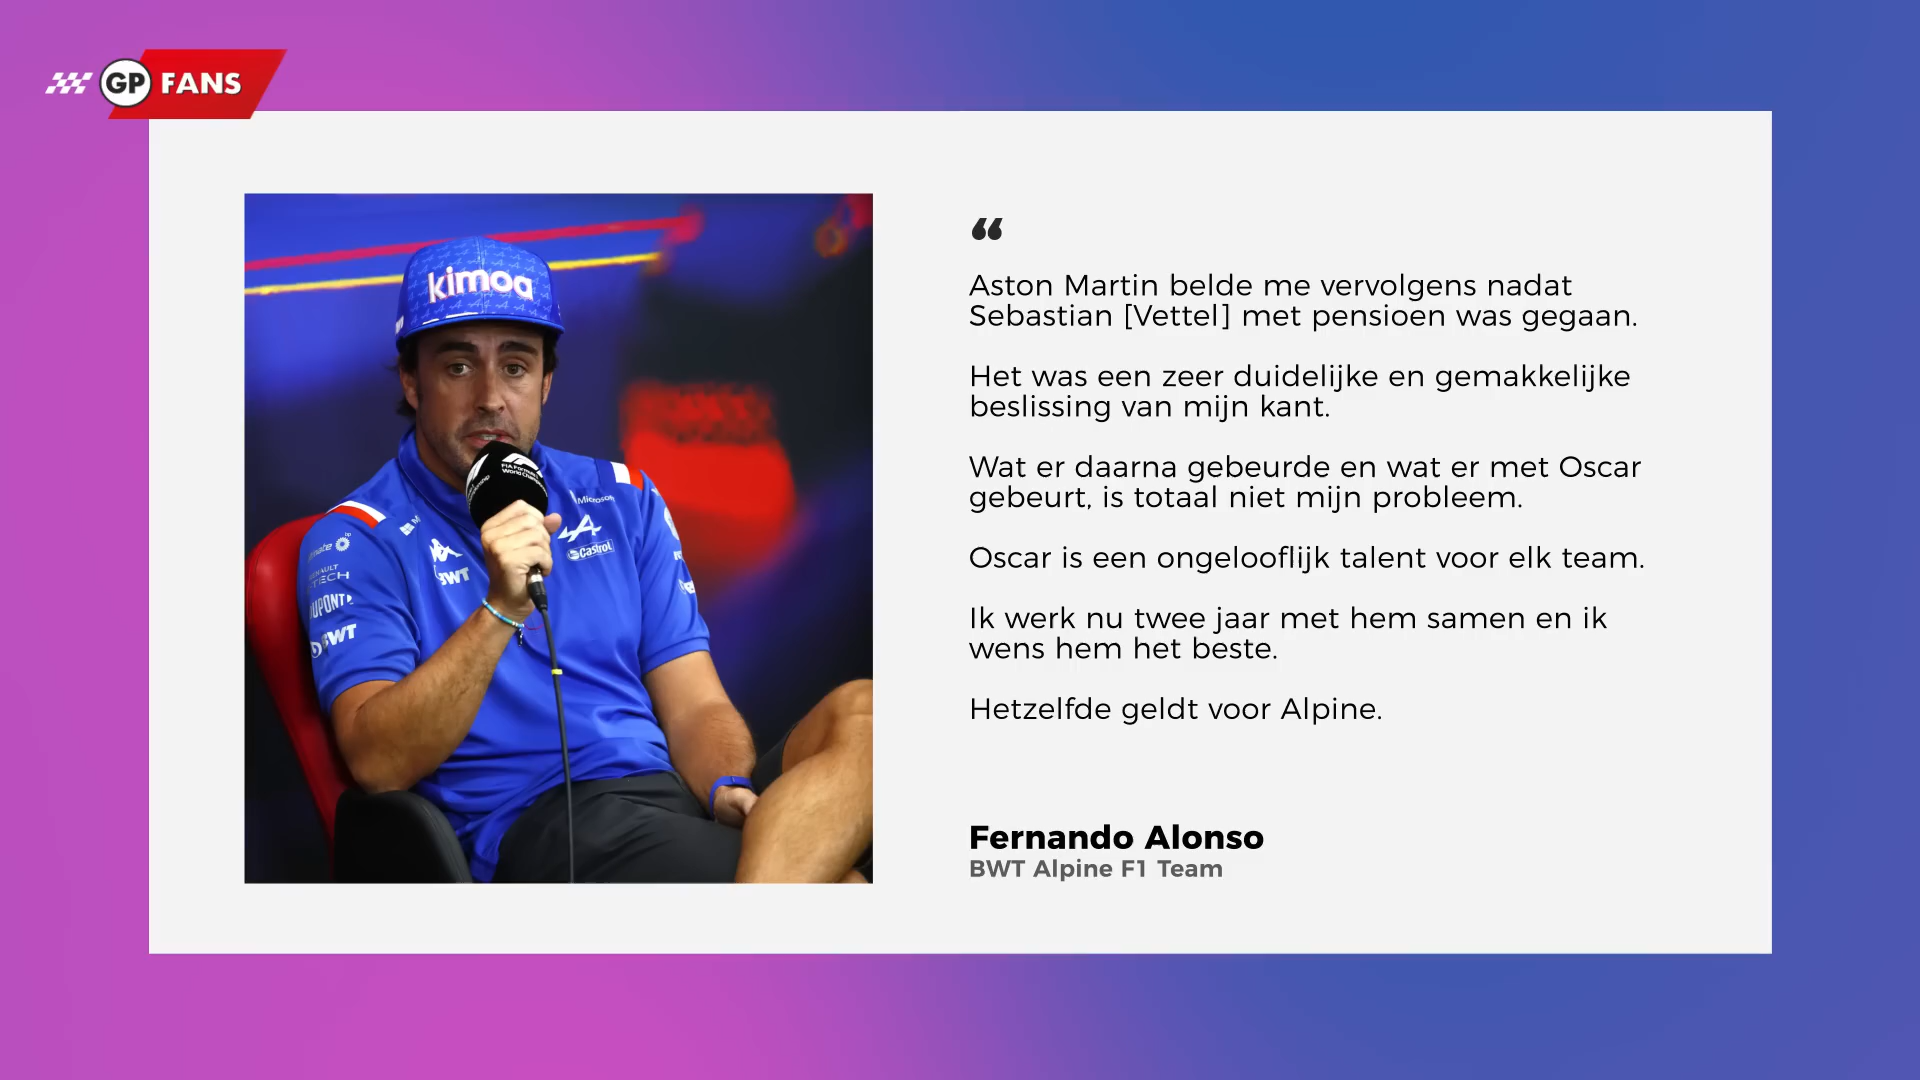 GP FANS
“
Aston Martin belde me vervolgens nadat
Sebastian [Vettel] met pensioen was gegaan.
Het was een zeer duidelijke en gemakkelijke
beslissing van mijn kant.
Wat er daarna gebeurde en wat er met Oscar
gebeurt, is totaal niet mijn probleem.
Oscar is een ongelooflijk talent voor elk team.
Ik werk nu twee jaar met hem samen en ik
wens hem het beste.
Hetzelfde geldt voor Alpine.
Fernando Alonso
BWT Alpine F1 Team
kimoa
Microsoft
Castrol
BWT
DUPONT
BWT